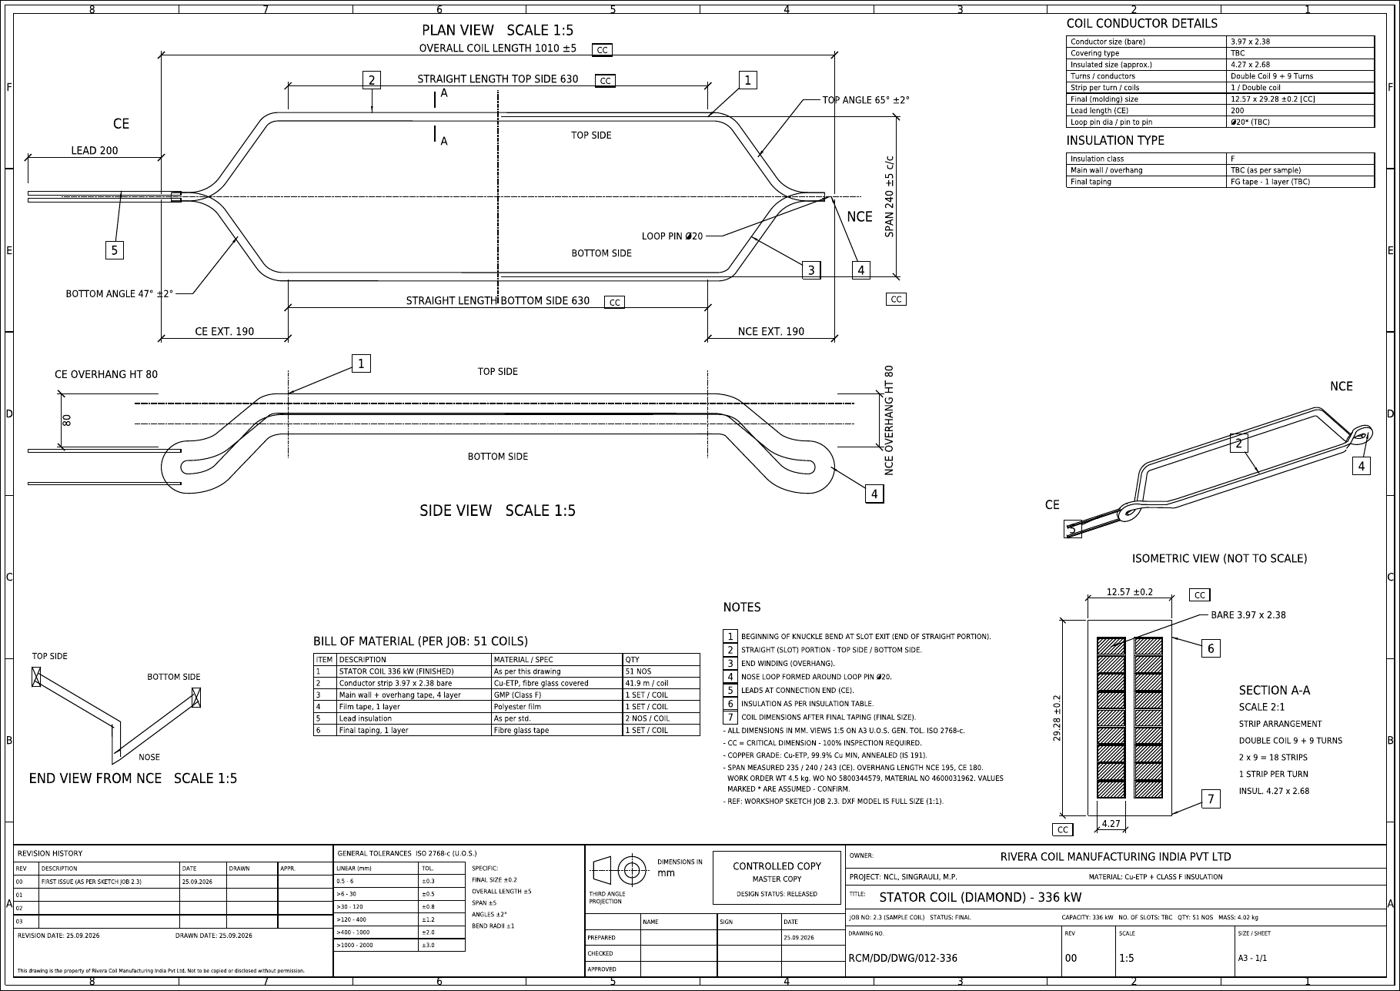 8 7 6 5 4 3 2 1
PLAN VIEW   SCALE 1:5
OVERALL COIL LENGTH 1010 ±5 CC
STRAIGHT LENGTH TOP SIDE 630 CC
2
1
A
A
TOP ANGLE 65° ±2°
CE
TOP SIDE
LEAD 200
SPAN 240 ±5 c/c
NCE
LOOP PIN Ø20
5
BOTTOM SIDE
3
4
BOTTOM ANGLE 47° ±2°
STRAIGHT LENGTH BOTTOM SIDE 630 CC
CC
CE EXT. 190
NCE EXT. 190
COIL CONDUCTOR DETAILS
Conductor size (bare) 3.97 x 2.38
Covering type TBC
Insulated size (approx.) 4.27 x 2.68
Turns / conductors Double Coil 9 + 9 Turns
Strip per turn / coils 1 / Double coil
Final (molding) size 12.57 x 29.28 ±0.2 [CC]
Lead length (CE) 200
Loop pin dia / pin to pin Ø20* (TBC)
INSULATION TYPE
Insulation class F
Main wall / overhang TBC (as per sample)
Final taping FG tape - 1 layer (TBC)
F
E
D
C
B
A
F
E
D
C
B
A
1
TOP SIDE
CE OVERHANG HT 80
80
NCE OVERHANG HT 80
BOTTOM SIDE
4
SIDE VIEW   SCALE 1:5
NCE
2
4
CE
5
ISOMETRIC VIEW (NOT TO SCALE)
TOP SIDE
BOTTOM SIDE
NOSE
END VIEW FROM NCE   SCALE 1:5
BILL OF MATERIAL (PER JOB: 51 COILS)
ITEM DESCRIPTION MATERIAL / SPEC QTY
1 STATOR COIL 336 kW (FINISHED) As per this drawing 51 NOS
2 Conductor strip 3.97 x 2.38 bare Cu-ETP, fibre glass covered 41.9 m / coil
3 Main wall + overhang tape, 4 layer GMP (Class F) 1 SET / COIL
4 Film tape, 1 layer Polyester film 1 SET / COIL
5 Lead insulation As per std. 2 NOS / COIL
6 Final taping, 1 layer Fibre glass tape 1 SET / COIL
NOTES
1 BEGINNING OF KNUCKLE BEND AT SLOT EXIT (END OF STRAIGHT PORTION).
2 STRAIGHT (SLOT) PORTION - TOP SIDE / BOTTOM SIDE.
3 END WINDING (OVERHANG).
4 NOSE LOOP FORMED AROUND LOOP PIN Ø20.
5 LEADS AT CONNECTION END (CE).
6 INSULATION AS PER INSULATION TABLE.
7 COIL DIMENSIONS AFTER FINAL TAPING (FINAL SIZE).
- ALL DIMENSIONS IN MM. VIEWS 1:5 ON A3 U.O.S. GEN. TOL. ISO 2768-c.
- CC = CRITICAL DIMENSION - 100% INSPECTION REQUIRED.
- COPPER GRADE: Cu-ETP, 99.9% Cu MIN, ANNEALED (IS 191).
- SPAN MEASURED 235 / 240 / 243 (CE). OVERHANG LENGTH NCE 195, CE 180.
WORK ORDER WT 4.5 kg. WO NO 5800344579, MATERIAL NO 4600031962. VALUES
MARKED * ARE ASSUMED - CONFIRM.
- REF: WORKSHOP SKETCH JOB 2.3. DXF MODEL IS FULL SIZE (1:1).
12.57 ±0.2 CC
BARE 3.97 x 2.38
6
29.28 ±0.2
7
CC
4.27
SECTION A-A
SCALE 2:1
STRIP ARRANGEMENT
DOUBLE COIL 9 + 9 TURNS
2 x 9 = 18 STRIPS
1 STRIP PER TURN
INSUL. 4.27 x 2.68
REVISION HISTORY
REV DESCRIPTION DATE DRAWN APPR.
00 FIRST ISSUE (AS PER SKETCH JOB 2.3) 25.09.2026
01
02
03
REVISION DATE: 25.09.2026 DRAWN DATE: 25.09.2026
This drawing is the property of Rivera Coil Manufacturing India Pvt Ltd. Not to be copied or disclosed without permission.
GENERAL TOLERANCES  ISO 2768-c (U.O.S.)
LINEAR (mm) TOL.
0.5 - 6 ±0.3
>6 - 30 ±0.5
>30 - 120 ±0.8
>120 - 400 ±1.2
>400 - 1000 ±2.0
>1000 - 2000 ±3.0
SPECIFIC:
FINAL SIZE ±0.2
OVERALL LENGTH ±5
SPAN ±5
ANGLES ±2°
BEND RADII ±1
THIRD ANGLE
PROJECTION
DIMENSIONS IN
mm
CONTROLLED COPY
MASTER COPY
DESIGN STATUS: RELEASED
NAME SIGN DATE
PREPARED 25.09.2026
CHECKED
APPROVED
OWNER: RIVERA COIL MANUFACTURING INDIA PVT LTD
PROJECT: NCL, SINGRAULI, M.P. MATERIAL: Cu-ETP + CLASS F INSULATION
TITLE: STATOR COIL (DIAMOND) - 336 kW
JOB NO: 2.3 (SAMPLE COIL)  STATUS: FINAL CAPACITY: 336 kW  NO. OF SLOTS: TBC  QTY: 51 NOS  MASS: 4.02 kg
DRAWING NO. REV SCALE SIZE / SHEET
RCM/DD/DWG/012-336 00 1:5 A3 - 1/1
8 7 6 5 4 3 2 1